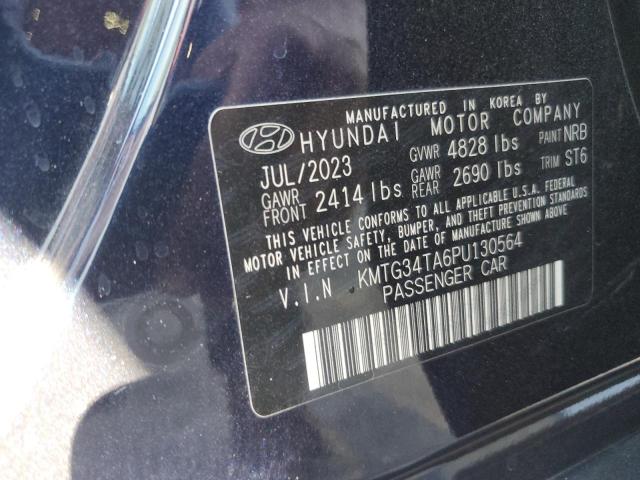 MANUFACTURED IN KOREA BY
HYUNDAI MOTOR COMPANY
JUL/2023 GVWR 4828 lbs PAINT NRB
GAWR FRONT 2414 lbs GAWR REAR 2690 lbs TRIM ST6
THIS VEHICLE CONFORMS TO ALL APPLICABLE U.S.A. FEDERAL
MOTOR VEHICLE SAFETY, BUMPER, AND THEFT PREVENTION STANDARDS
IN EFFECT ON THE DATE OF MANUFACTURE SHOWN ABOVE.
V.I.N KMTG34TA6PU130564
PASSENGER CAR